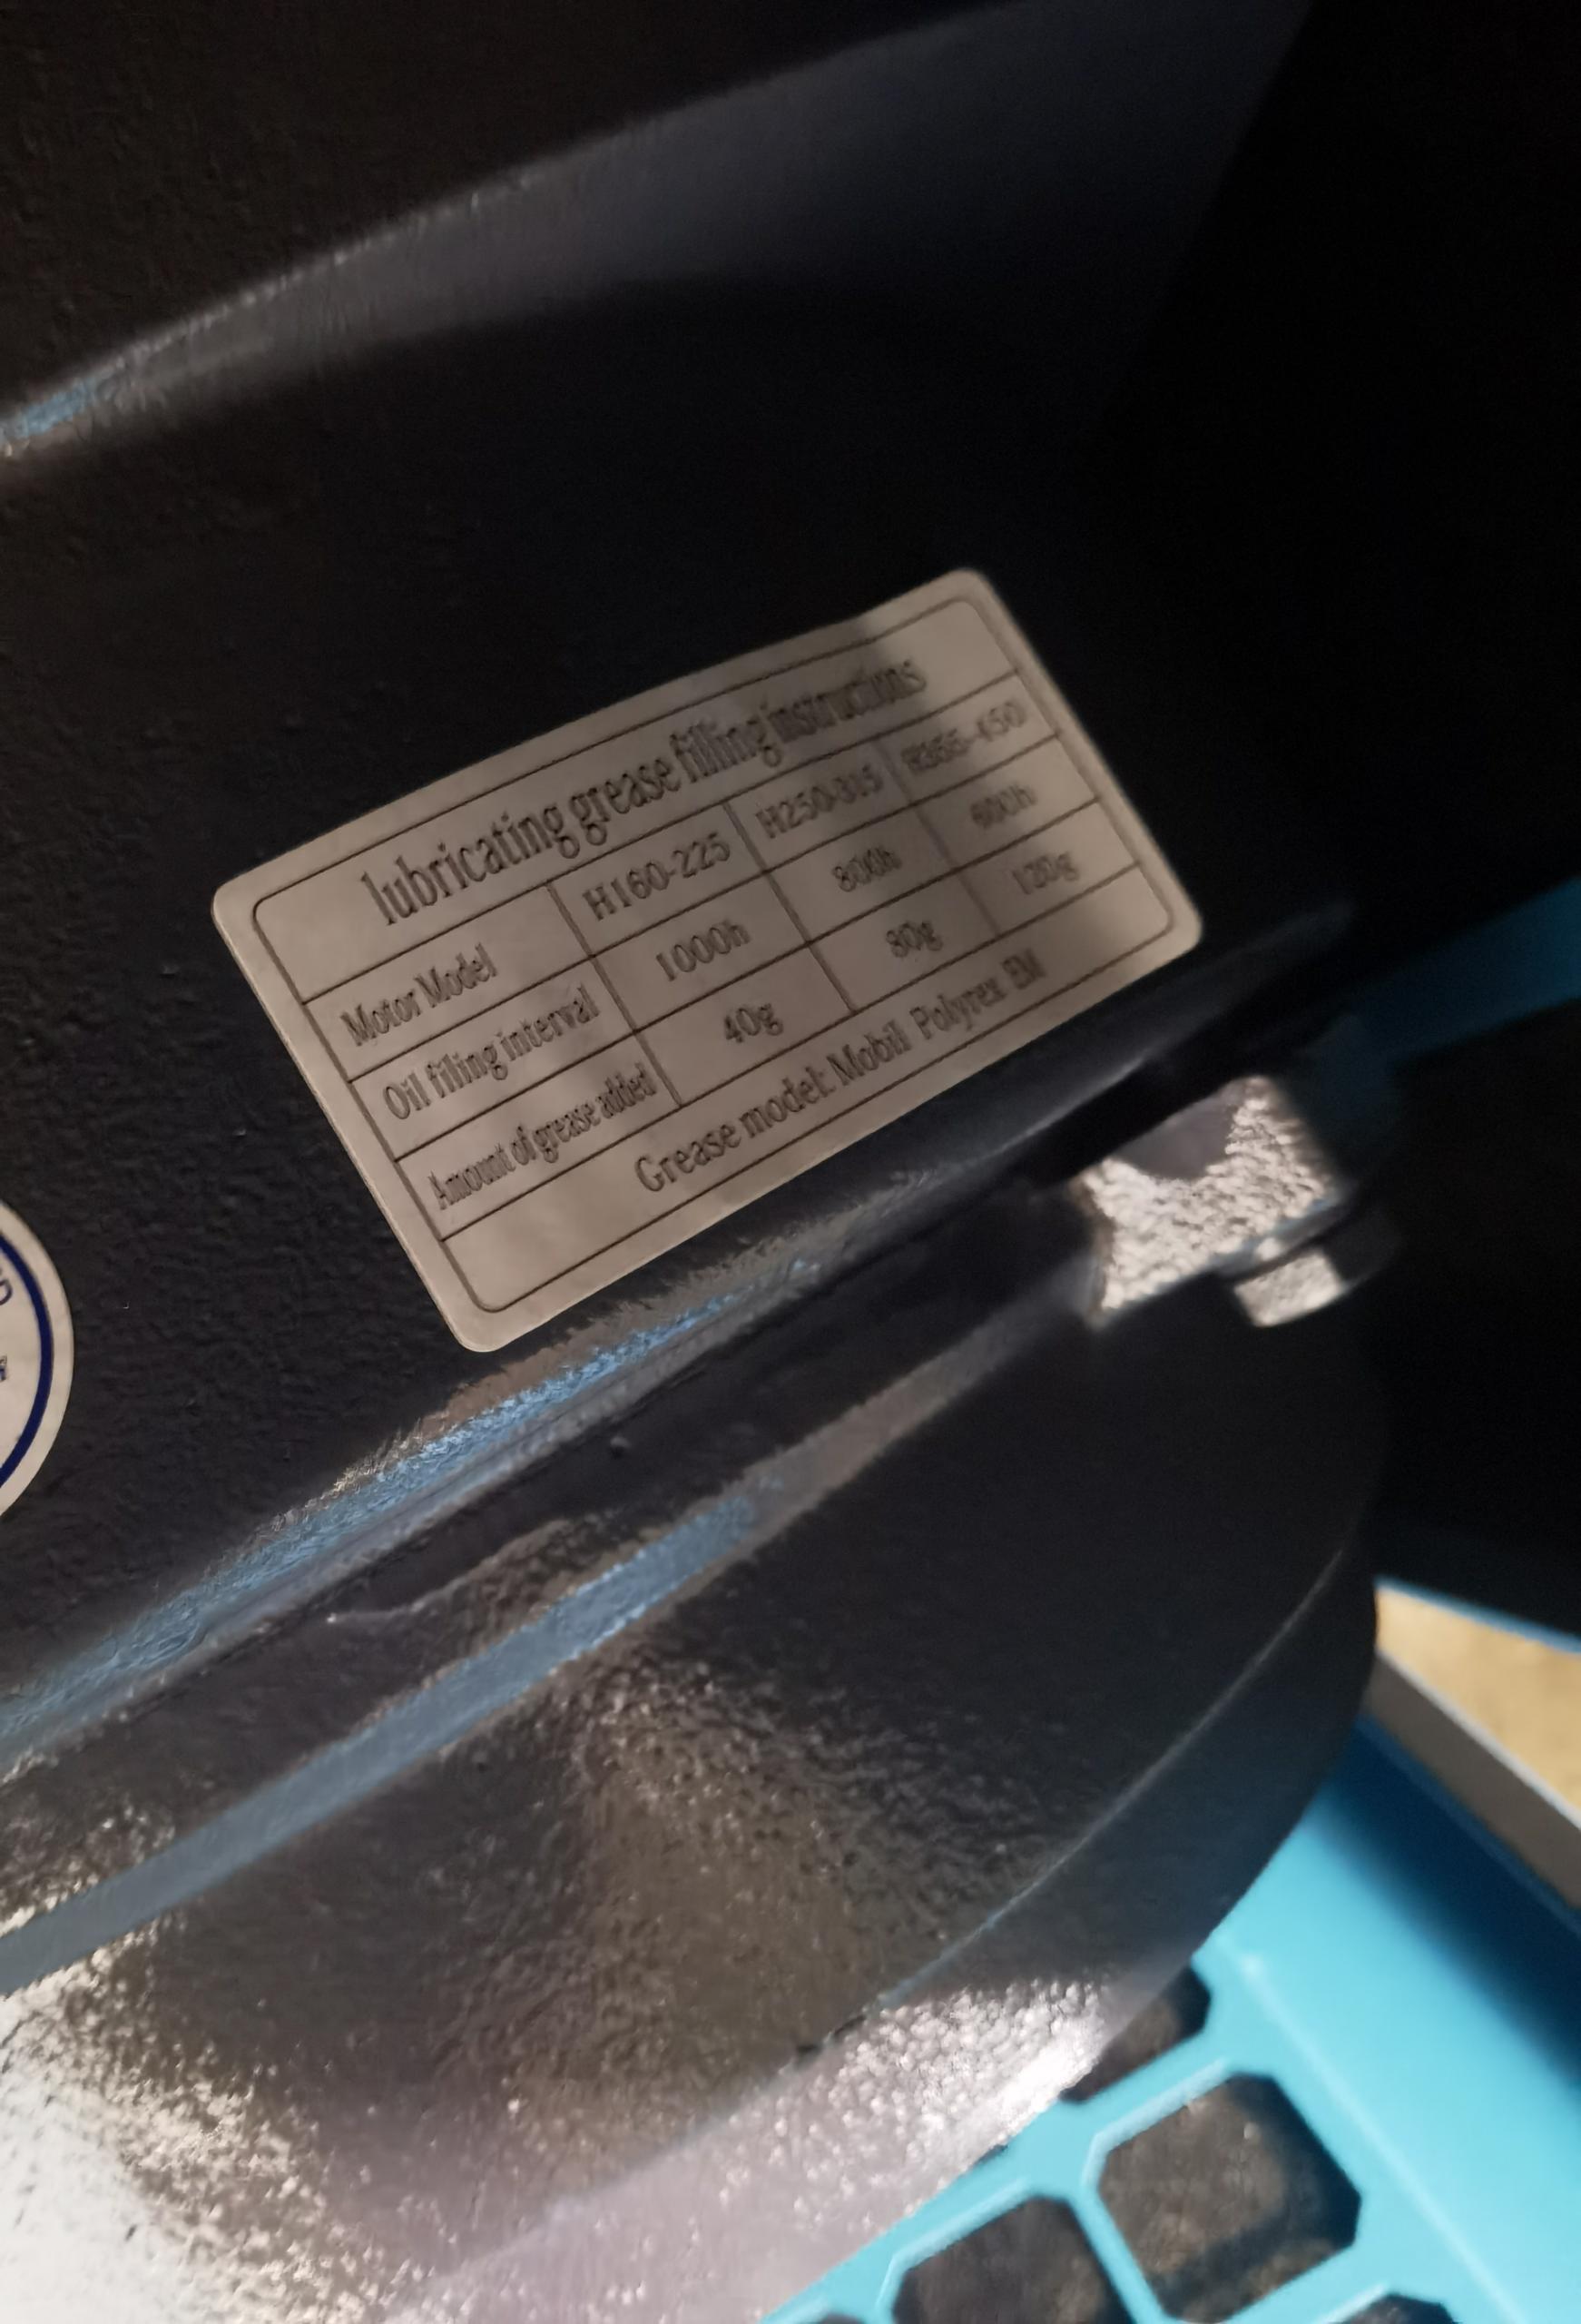 lubricating grease filling instructions
Motor Model H160-225 H250-315 H355-450
Oil filling interval 1000h 800h 600h
Amount of grease added 40g 80g 120g
Grease model: Mobil Polyrex EM